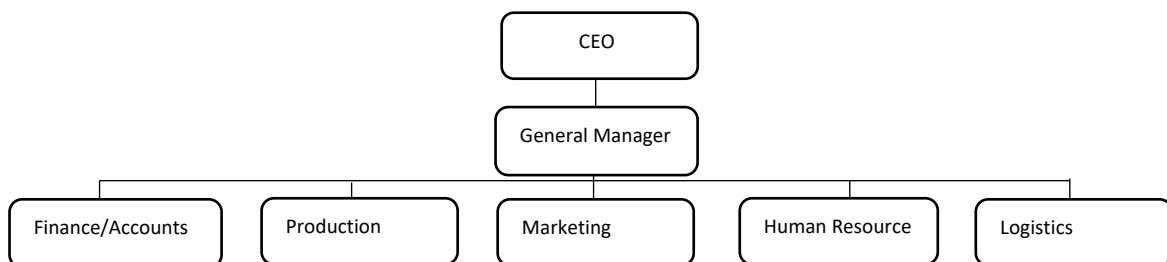 CEO
General Manager
Finance/Accounts
Production
Marketing
Human Resource
Logistics